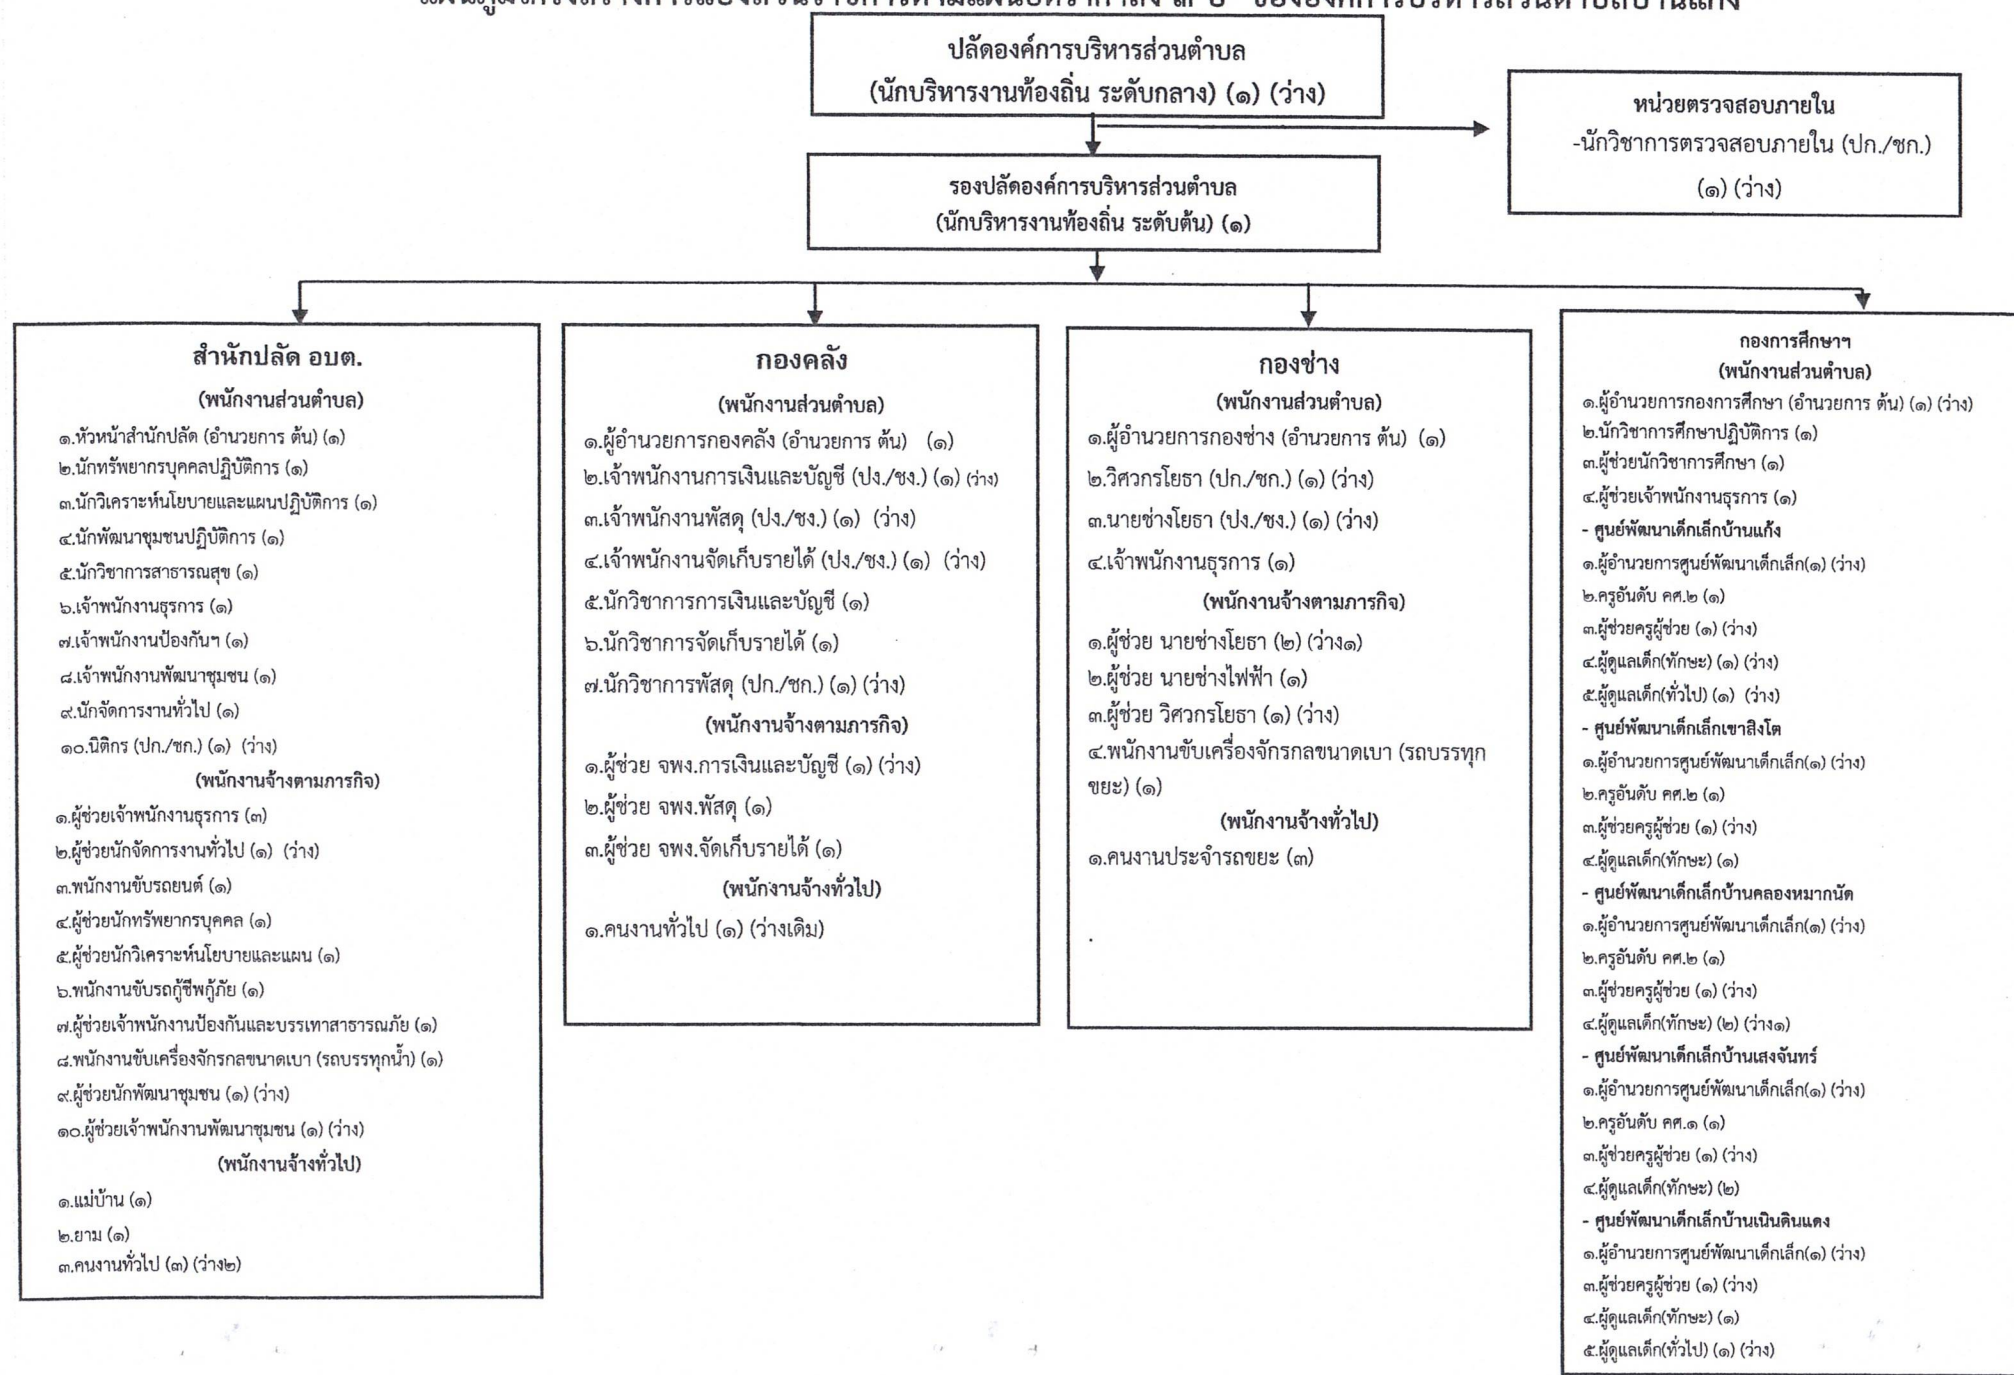 ปลัดองค์การบริหารส่วนตำบล
(นักบริหารงานท้องถิ่น ระดับกลาง) (๑) (ว่าง)
หน่วยตรวจสอบภายใน
-นักวิชาการตรวจสอบภายใน (ปก./ชก.)
(๑) (ว่าง)
รองปลัดองค์การบริหารส่วนตำบล
(นักบริหารงานท้องถิ่น ระดับต้น) (๑)
สำนักปลัด อบต.
(พนักงานส่วนตำบล)
๑.หัวหน้าสำนักปลัด (อำนวยการ ต้น) (๑)
๒.นักทรัพยากรบุคคลปฏิบัติการ (๑)
๓.นักวิเคราะห์นโยบายและแผนปฏิบัติการ (๑)
๔.นักพัฒนาชุมชนปฏิบัติการ (๑)
๕.นักวิชาการสาธารณสุข (๑)
๖.เจ้าพนักงานธุรการ (๑)
๗.เจ้าพนักงานป้องกันฯ (๑)
๘.เจ้าพนักงานพัฒนาชุมชน (๑)
๙.นักจัดการงานทั่วไป (๑)
๑๐.นิติกร (ปก./ชก.) (๑) (ว่าง)
(พนักงานจ้างตามภารกิจ)
๑.ผู้ช่วยเจ้าพนักงานธุรการ (๓)
๒.ผู้ช่วยนักจัดการงานทั่วไป (๑) (ว่าง)
๓.พนักงานขับรถยนต์ (๑)
๔.ผู้ช่วยนักทรัพยากรบุคคล (๑)
๕.ผู้ช่วยนักวิเคราะห์นโยบายและแผน (๑)
๖.พนักงานขับรถกู้ชีพกู้ภัย (๑)
๗.ผู้ช่วยเจ้าพนักงานป้องกันและบรรเทาสาธารณภัย (๑)
๘.พนักงานขับเครื่องจักรกลขนาดเบา (รถบรรทุกน้ำ) (๑)
๙.ผู้ช่วยนักพัฒนาชุมชน (๑) (ว่าง)
๑๐.ผู้ช่วยเจ้าพนักงานพัฒนาชุมชน (๑) (ว่าง)
(พนักงานจ้างทั่วไป)
๑.แม่บ้าน (๑)
๒.ยาม (๑)
๓.คนงานทั่วไป (๓) (ว่าง๒)
กองคลัง
(พนักงานส่วนตำบล)
๑.ผู้อำนวยการกองคลัง (อำนวยการ ต้น) (๑)
๒.เจ้าพนักงานการเงินและบัญชี (ปง./ชง.) (๑) (ว่าง)
๓.เจ้าพนักงานพัสดุ (ปง./ชง.) (๑) (ว่าง)
๔.เจ้าพนักงานจัดเก็บรายได้ (ปง./ชง.) (๑) (ว่าง)
๕.นักวิชาการการเงินและบัญชี (๑)
๖.นักวิชาการจัดเก็บรายได้ (๑)
๗.นักวิชาการพัสดุ (ปก./ชก.) (๑) (ว่าง)
(พนักงานจ้างตามภารกิจ)
๑.ผู้ช่วย จพง.การเงินและบัญชี (๑) (ว่าง)
๒.ผู้ช่วย จพง.พัสดุ (๑)
๓.ผู้ช่วย จพง.จัดเก็บรายได้ (๑)
(พนักงานจ้างทั่วไป)
๑.คนงานทั่วไป (๑) (ว่างเดิม)
กองช่าง
(พนักงานส่วนตำบล)
๑.ผู้อำนวยการกองช่าง (อำนวยการ ต้น) (๑)
๒.วิศวกรโยธา (ปก./ชก.) (๑) (ว่าง)
๓.นายช่างโยธา (ปง./ชง.) (๑) (ว่าง)
๔.เจ้าพนักงานธุรการ (๑)
(พนักงานจ้างตามภารกิจ)
๑.ผู้ช่วย นายช่างโยธา (๒) (ว่าง๑)
๒.ผู้ช่วย นายช่างไฟฟ้า (๑)
๓.ผู้ช่วย วิศวกรโยธา (๑) (ว่าง)
๔.พนักงานขับเครื่องจักรกลขนาดเบา (รถบรรทุก
ขยะ) (๑)
(พนักงานจ้างทั่วไป)
๑.คนงานประจำรถขยะ (๓)
กองการศึกษาฯ
(พนักงานส่วนตำบล)
๑.ผู้อำนวยการกองการศึกษา (อำนวยการ ต้น) (๑) (ว่าง)
๒.นักวิชาการศึกษาปฏิบัติการ (๑)
๓.ผู้ช่วยนักวิชาการศึกษา (๑)
๔.ผู้ช่วยเจ้าพนักงานธุรการ (๑)
- ศูนย์พัฒนาเด็กเล็กบ้านแก้ง
๑.ผู้อำนวยการศูนย์พัฒนาเด็กเล็ก(๑) (ว่าง)
๒.ครูอันดับ คศ.๒ (๑)
๓.ผู้ช่วยครูผู้ช่วย (๑) (ว่าง)
๔.ผู้ดูแลเด็ก(ทักษะ) (๑) (ว่าง)
๕.ผู้ดูแลเด็ก(ทั่วไป) (๑) (ว่าง)
- ศูนย์พัฒนาเด็กเล็กเขาสิงโต
๑.ผู้อำนวยการศูนย์พัฒนาเด็กเล็ก(๑) (ว่าง)
๒.ครูอันดับ คศ.๒ (๑)
๓.ผู้ช่วยครูผู้ช่วย (๑) (ว่าง)
๔.ผู้ดูแลเด็ก(ทักษะ) (๑)
- ศูนย์พัฒนาเด็กเล็กบ้านคลองหมากนัด
๑.ผู้อำนวยการศูนย์พัฒนาเด็กเล็ก(๑) (ว่าง)
๒.ครูอันดับ คศ.๒ (๑)
๓.ผู้ช่วยครูผู้ช่วย (๑) (ว่าง)
๔.ผู้ดูแลเด็ก(ทักษะ) (๒) (ว่าง๑)
- ศูนย์พัฒนาเด็กเล็กบ้านเสงจันทร์
๑.ผู้อำนวยการศูนย์พัฒนาเด็กเล็ก(๑) (ว่าง)
๒.ครูอันดับ คศ.๑ (๑)
๓.ผู้ช่วยครูผู้ช่วย (๑) (ว่าง)
๔.ผู้ดูแลเด็ก(ทักษะ) (๒)
- ศูนย์พัฒนาเด็กเล็กบ้านเนินดินแดง
๑.ผู้อำนวยการศูนย์พัฒนาเด็กเล็ก(๑) (ว่าง)
๓.ผู้ช่วยครูผู้ช่วย (๑) (ว่าง)
๔.ผู้ดูแลเด็ก(ทักษะ) (๑)
๕.ผู้ดูแลเด็ก(ทั่วไป) (๑) (ว่าง)